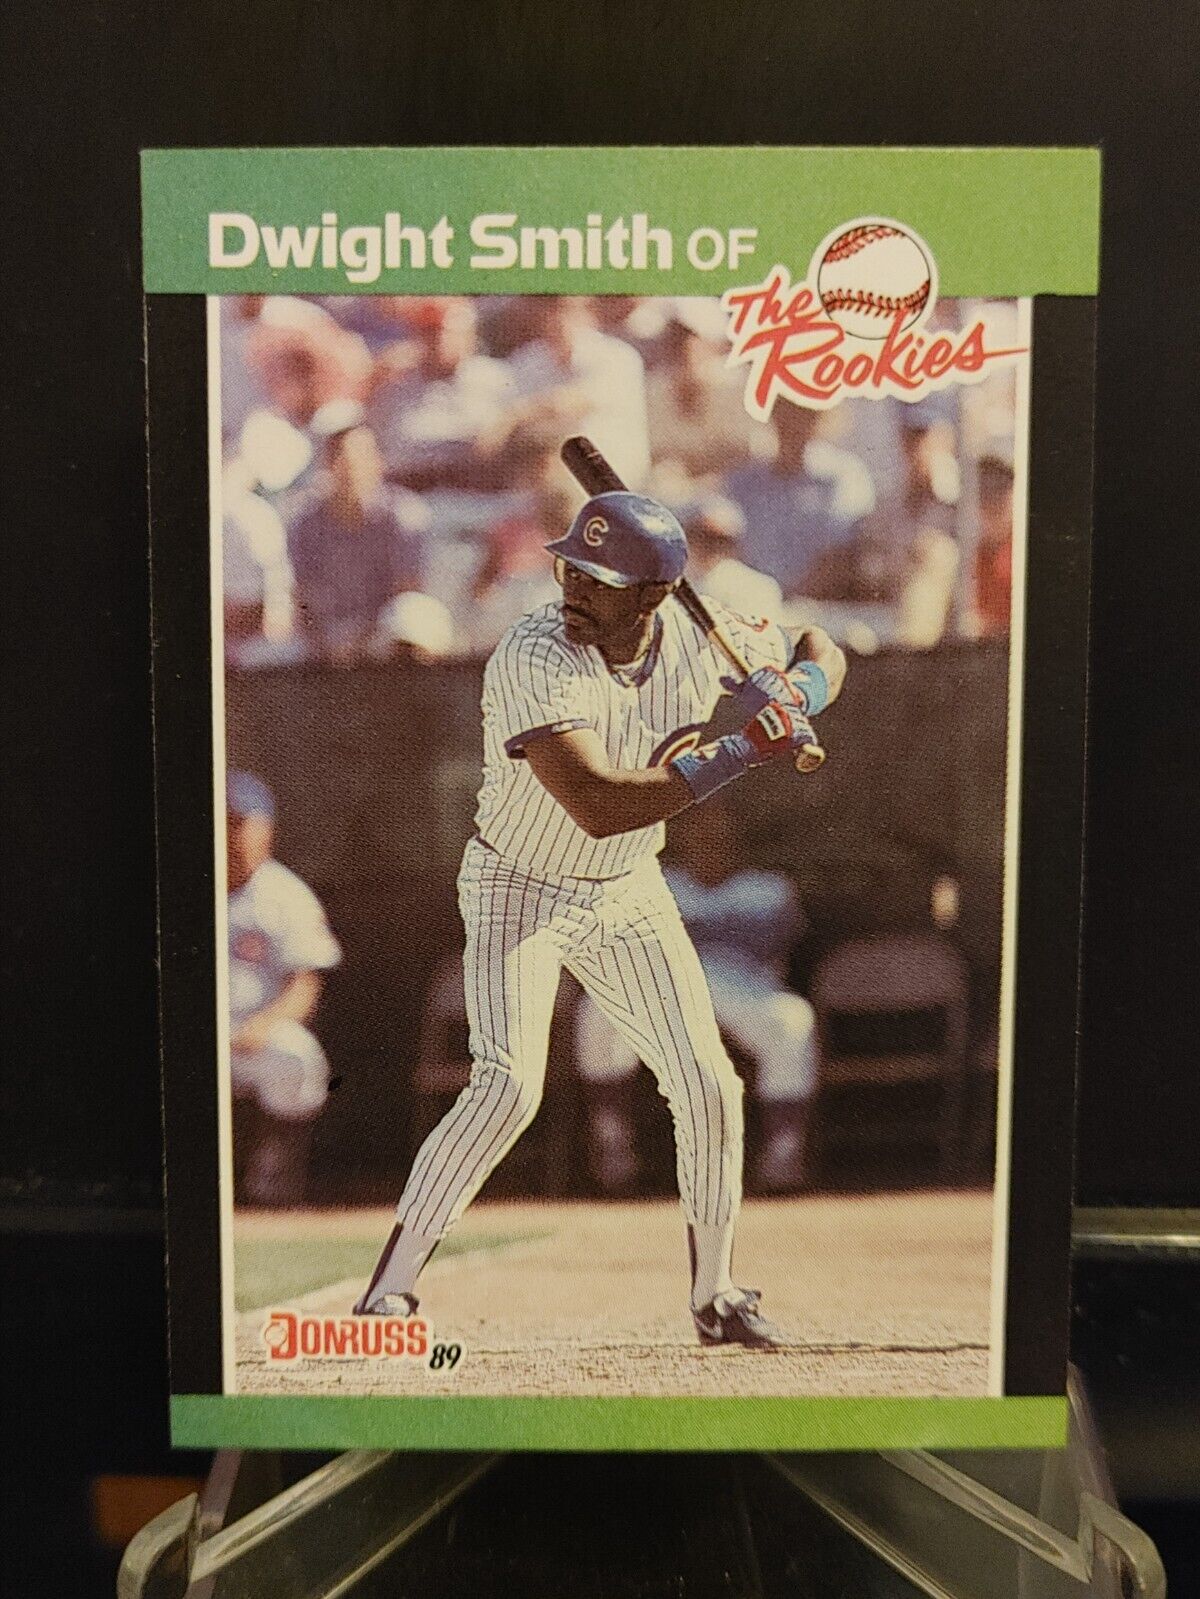 Dwight Smith OF
The
Rookies
C
DONRUSS 89